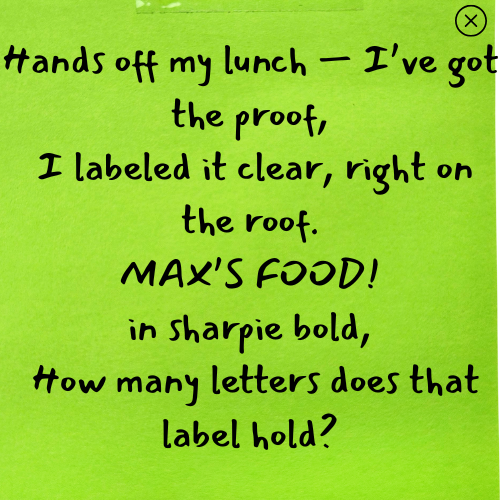 Hands off my lunch — I've got
the proof,
I labeled it clear, right on
the roof.
MAX'S FOOD!
in sharpie bold,
How many letters does that
label hold?